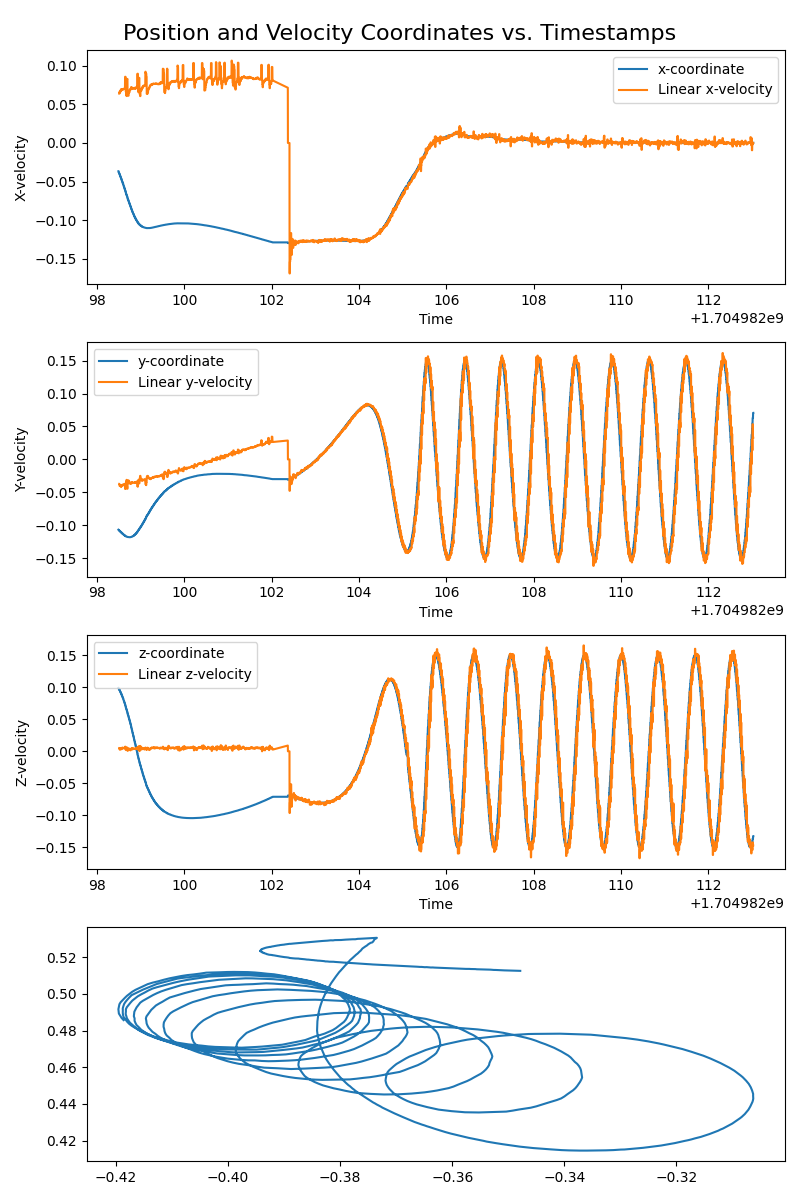 Position and Velocity Coordinates vs. Timestamps
0.10
0.05
0.00
−0.05
−0.10
−0.15
X-velocity
x-coordinate
Linear x-velocity
98 100 102 104 106 108 110 112
Time
+1.704982e9
0.15
0.10
0.05
0.00
−0.05
−0.10
−0.15
Y-velocity
y-coordinate
Linear y-velocity
98 100 102 104 106 108 110 112
Time
+1.704982e9
0.15
0.10
0.05
0.00
−0.05
−0.10
−0.15
Z-velocity
z-coordinate
Linear z-velocity
98 100 102 104 106 108 110 112
Time
+1.704982e9
0.52
0.50
0.48
0.46
0.44
0.42
−0.42 −0.40 −0.38 −0.36 −0.34 −0.32